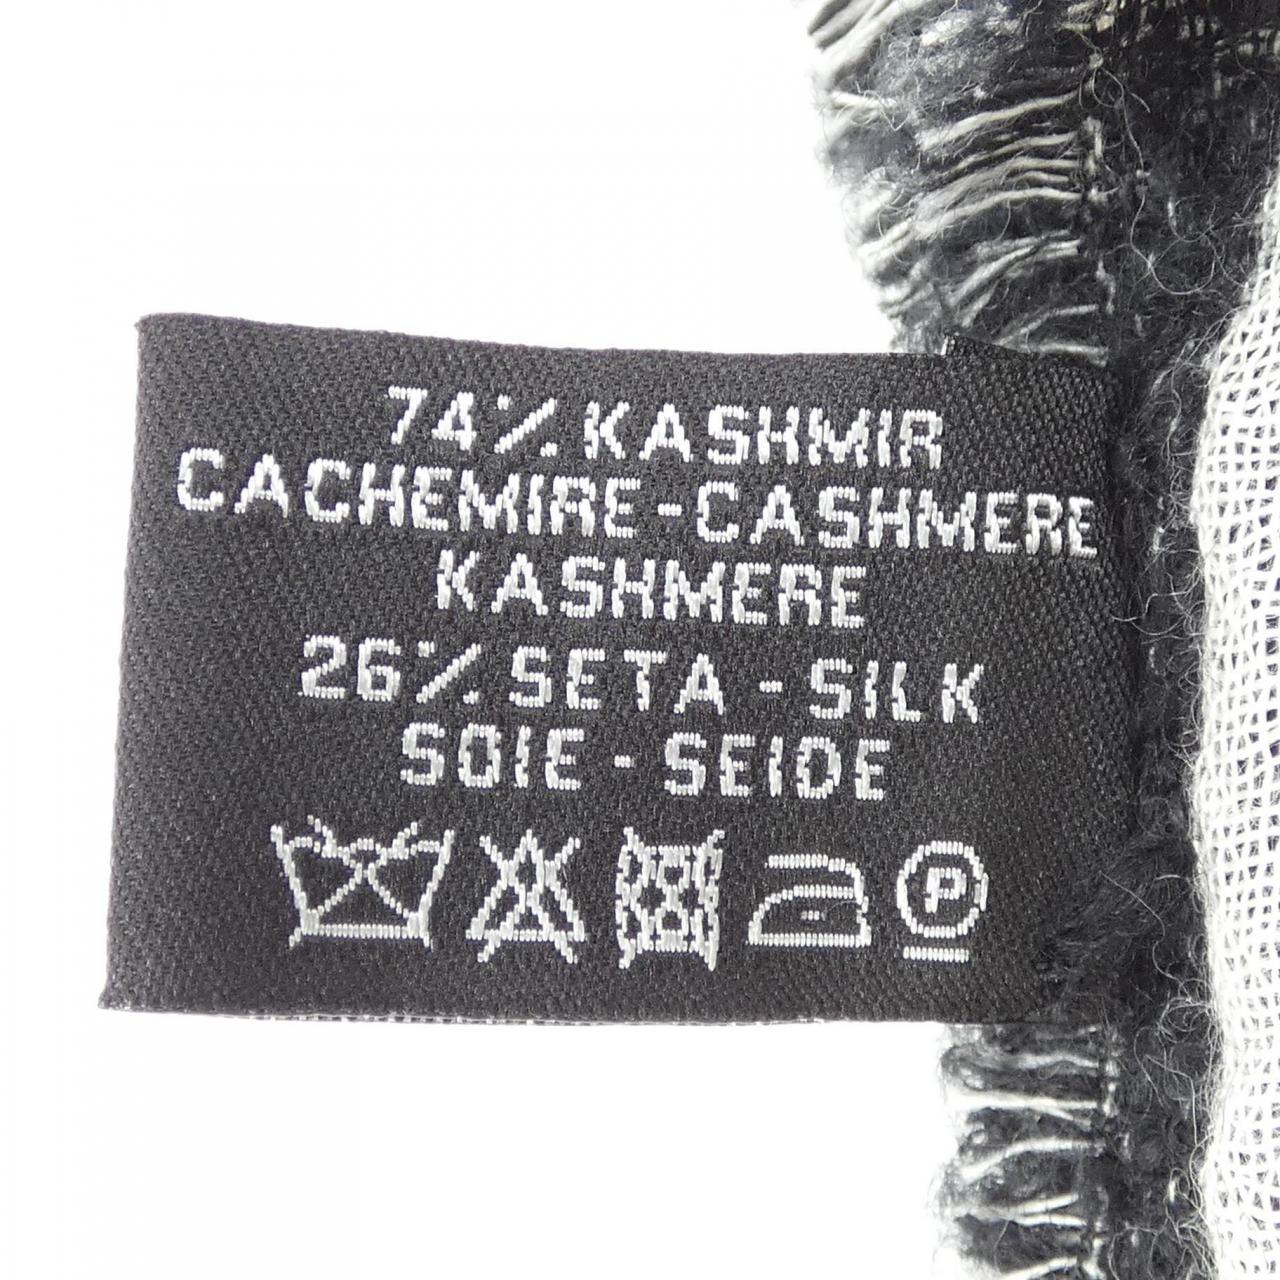 74% KASHMIR
CACHEMIRE-CASHMERE
KASHMERE
26% SETA - SILK
SOIE - SEIDE
P